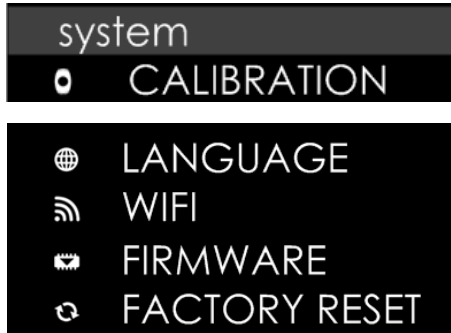 system
CALIBRATION
LANGUAGE
WIFI
FIRMWARE
FACTORY RESET